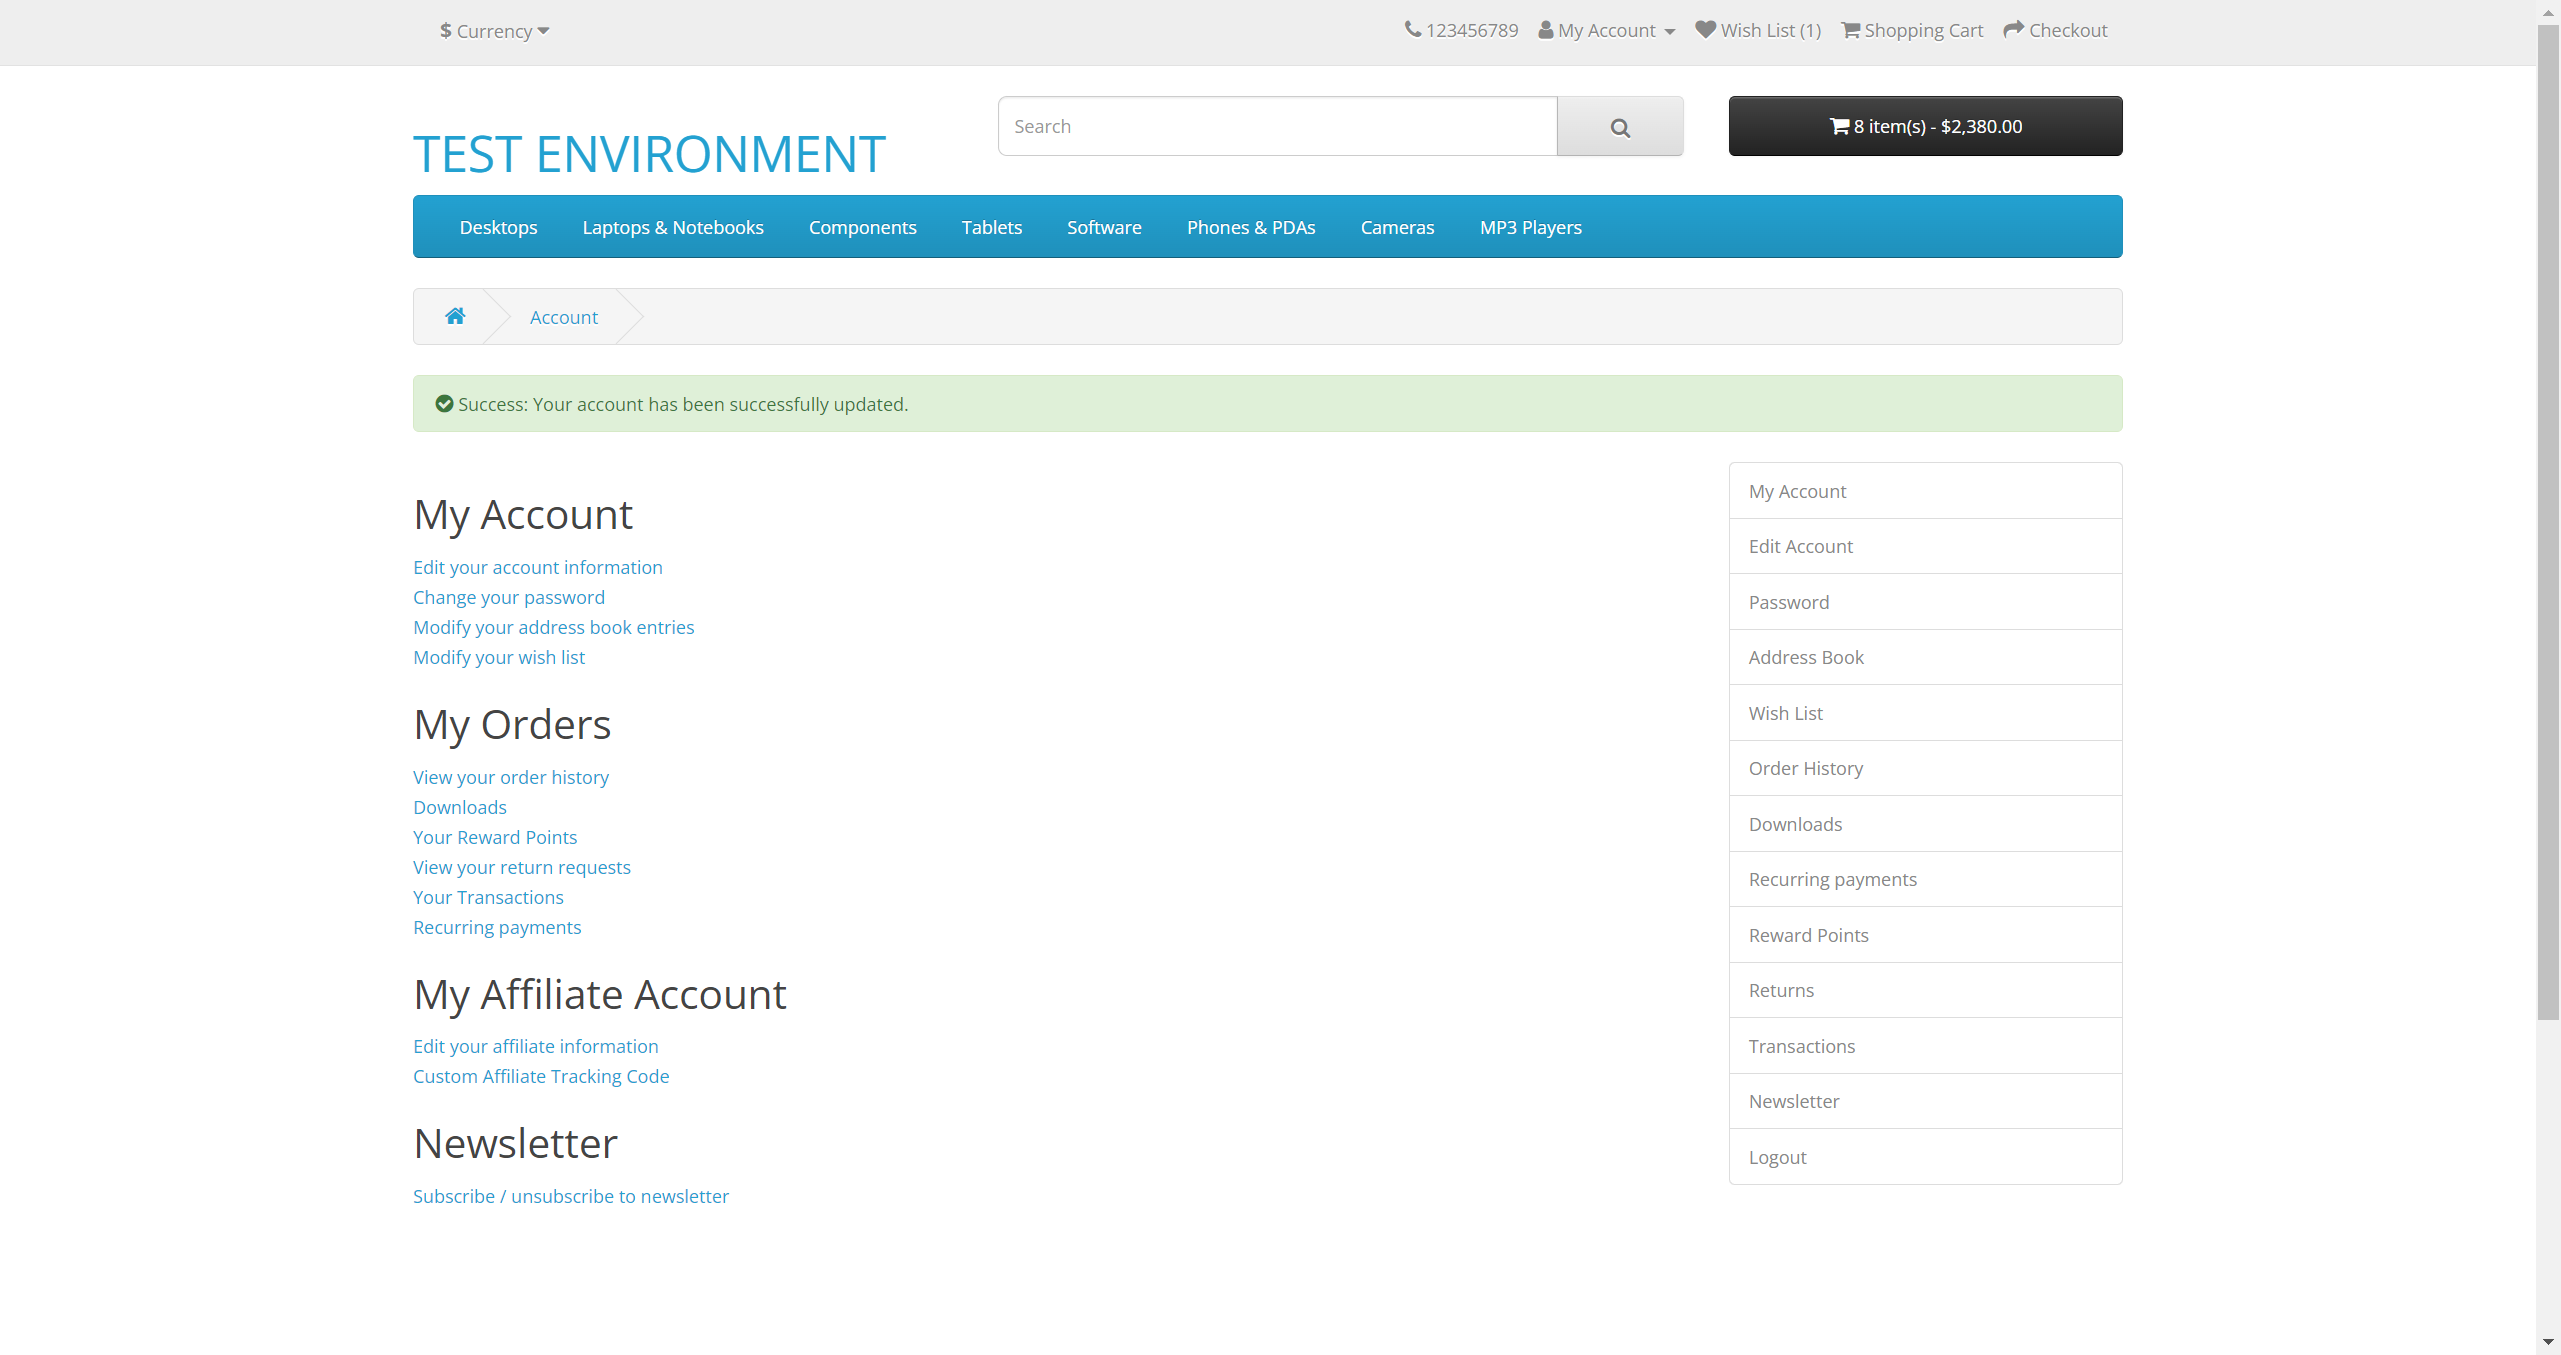 $ Currency
123456789 My Account Wish List (1) Shopping Cart Checkout
TEST ENVIRONMENT
Search
8 item(s) - $2,380.00
Desktops Laptops & Notebooks Components Tablets Software Phones & PDAs Cameras MP3 Players
Account
Success: Your account has been successfully updated.
My Account
Edit your account information
Change your password
Modify your address book entries
Modify your wish list
My Orders
View your order history
Downloads
Your Reward Points
View your return requests
Your Transactions
Recurring payments
My Affiliate Account
Edit your affiliate information
Custom Affiliate Tracking Code
Newsletter
Subscribe / unsubscribe to newsletter
My Account
Edit Account
Password
Address Book
Wish List
Order History
Downloads
Recurring payments
Reward Points
Returns
Transactions
Newsletter
Logout